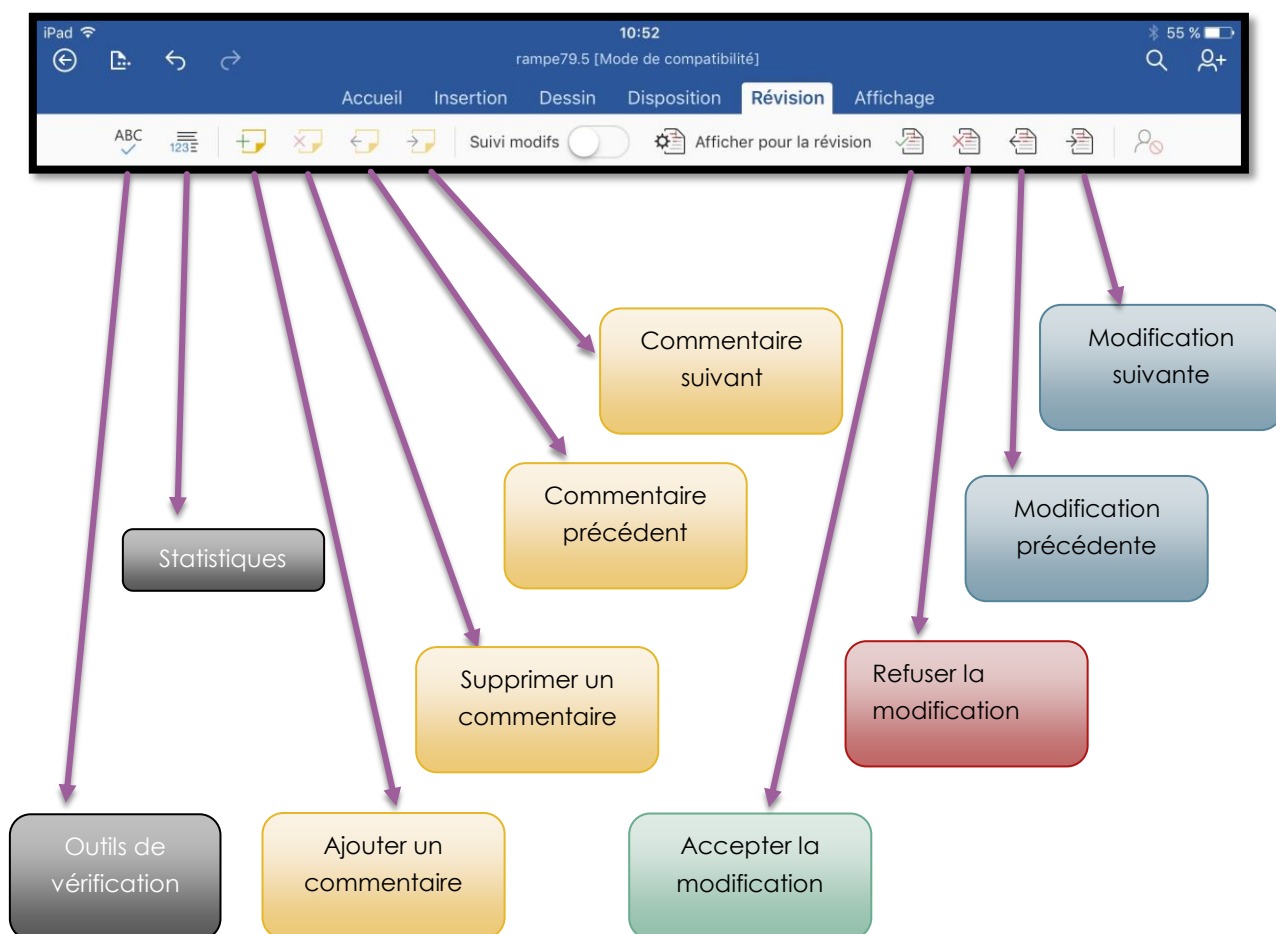 iPad 10:52 55 %
rampe79.5 [Mode de compatibilité]
Accueil Insertion Dessin Disposition Révision Affichage
ABC 123 Suivi modifs Afficher pour la révision
Commentaire
suivant
Modification
suivante
Commentaire
précédent
Modification
précédente
Statistiques
Supprimer un
commentaire
Refuser la
modification
Outils de
vérification
Ajouter un
commentaire
Accepter la
modification